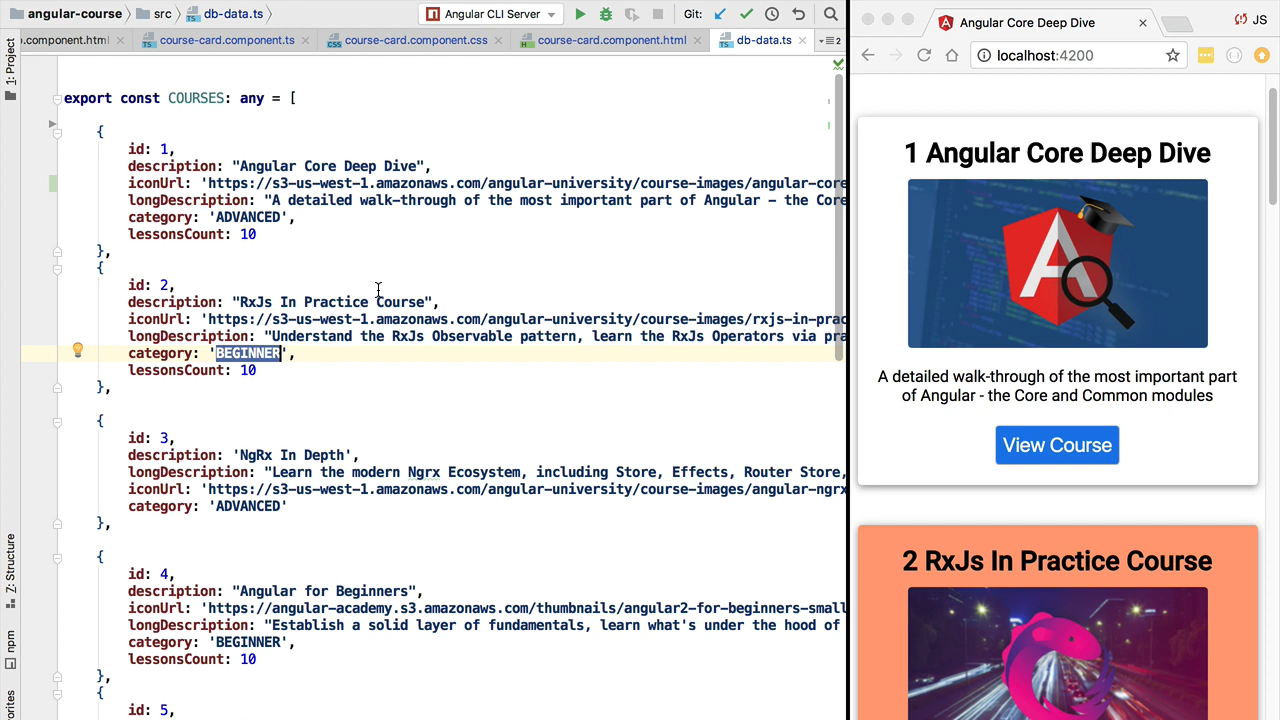 angular-course
src
db-data.ts
Angular CLI Server
Git:
.component.html
course-card.component.ts
course-card.component.css
course-card.component.html
db-data.ts
2
1: Project
Z: Structure
npm
export const COURSES: any = [
{
id: 1,
description: "Angular Core Deep Dive",
iconUrl: 'https://s3-us-west-1.amazonaws.com/angular-university/course-images/angular-core
longDescription: "A detailed walk-through of the most important part of Angular - the Core
category: 'ADVANCED',
lessonsCount: 10
},
{
id: 2,
description: "RxJs In Practice Course",
iconUrl: 'https://s3-us-west-1.amazonaws.com/angular-university/course-images/rxjs-in-prac
longDescription: "Understand the RxJs Observable pattern, learn the RxJs Operators via pra
category: 'BEGINNER',
lessonsCount: 10
},
{
id: 3,
description: 'NgRx In Depth',
longDescription: "Learn the modern Ngrx Ecosystem, including Store, Effects, Router Store,
iconUrl: 'https://s3-us-west-1.amazonaws.com/angular-university/course-images/angular-ngrx
category: 'ADVANCED'
},
{
id: 4,
description: "Angular for Beginners",
iconUrl: 'https://angular-academy.s3.amazonaws.com/thumbnails/angular2-for-beginners-small
longDescription: "Establish a solid layer of fundamentals, learn what's under the hood of
category: 'BEGINNER',
lessonsCount: 10
},
{
id: 5,
Angular Core Deep Dive
JS
localhost:4200
1 Angular Core Deep Dive
A detailed walk-through of the most important part
of Angular - the Core and Common modules
View Course
2 RxJs In Practice Course